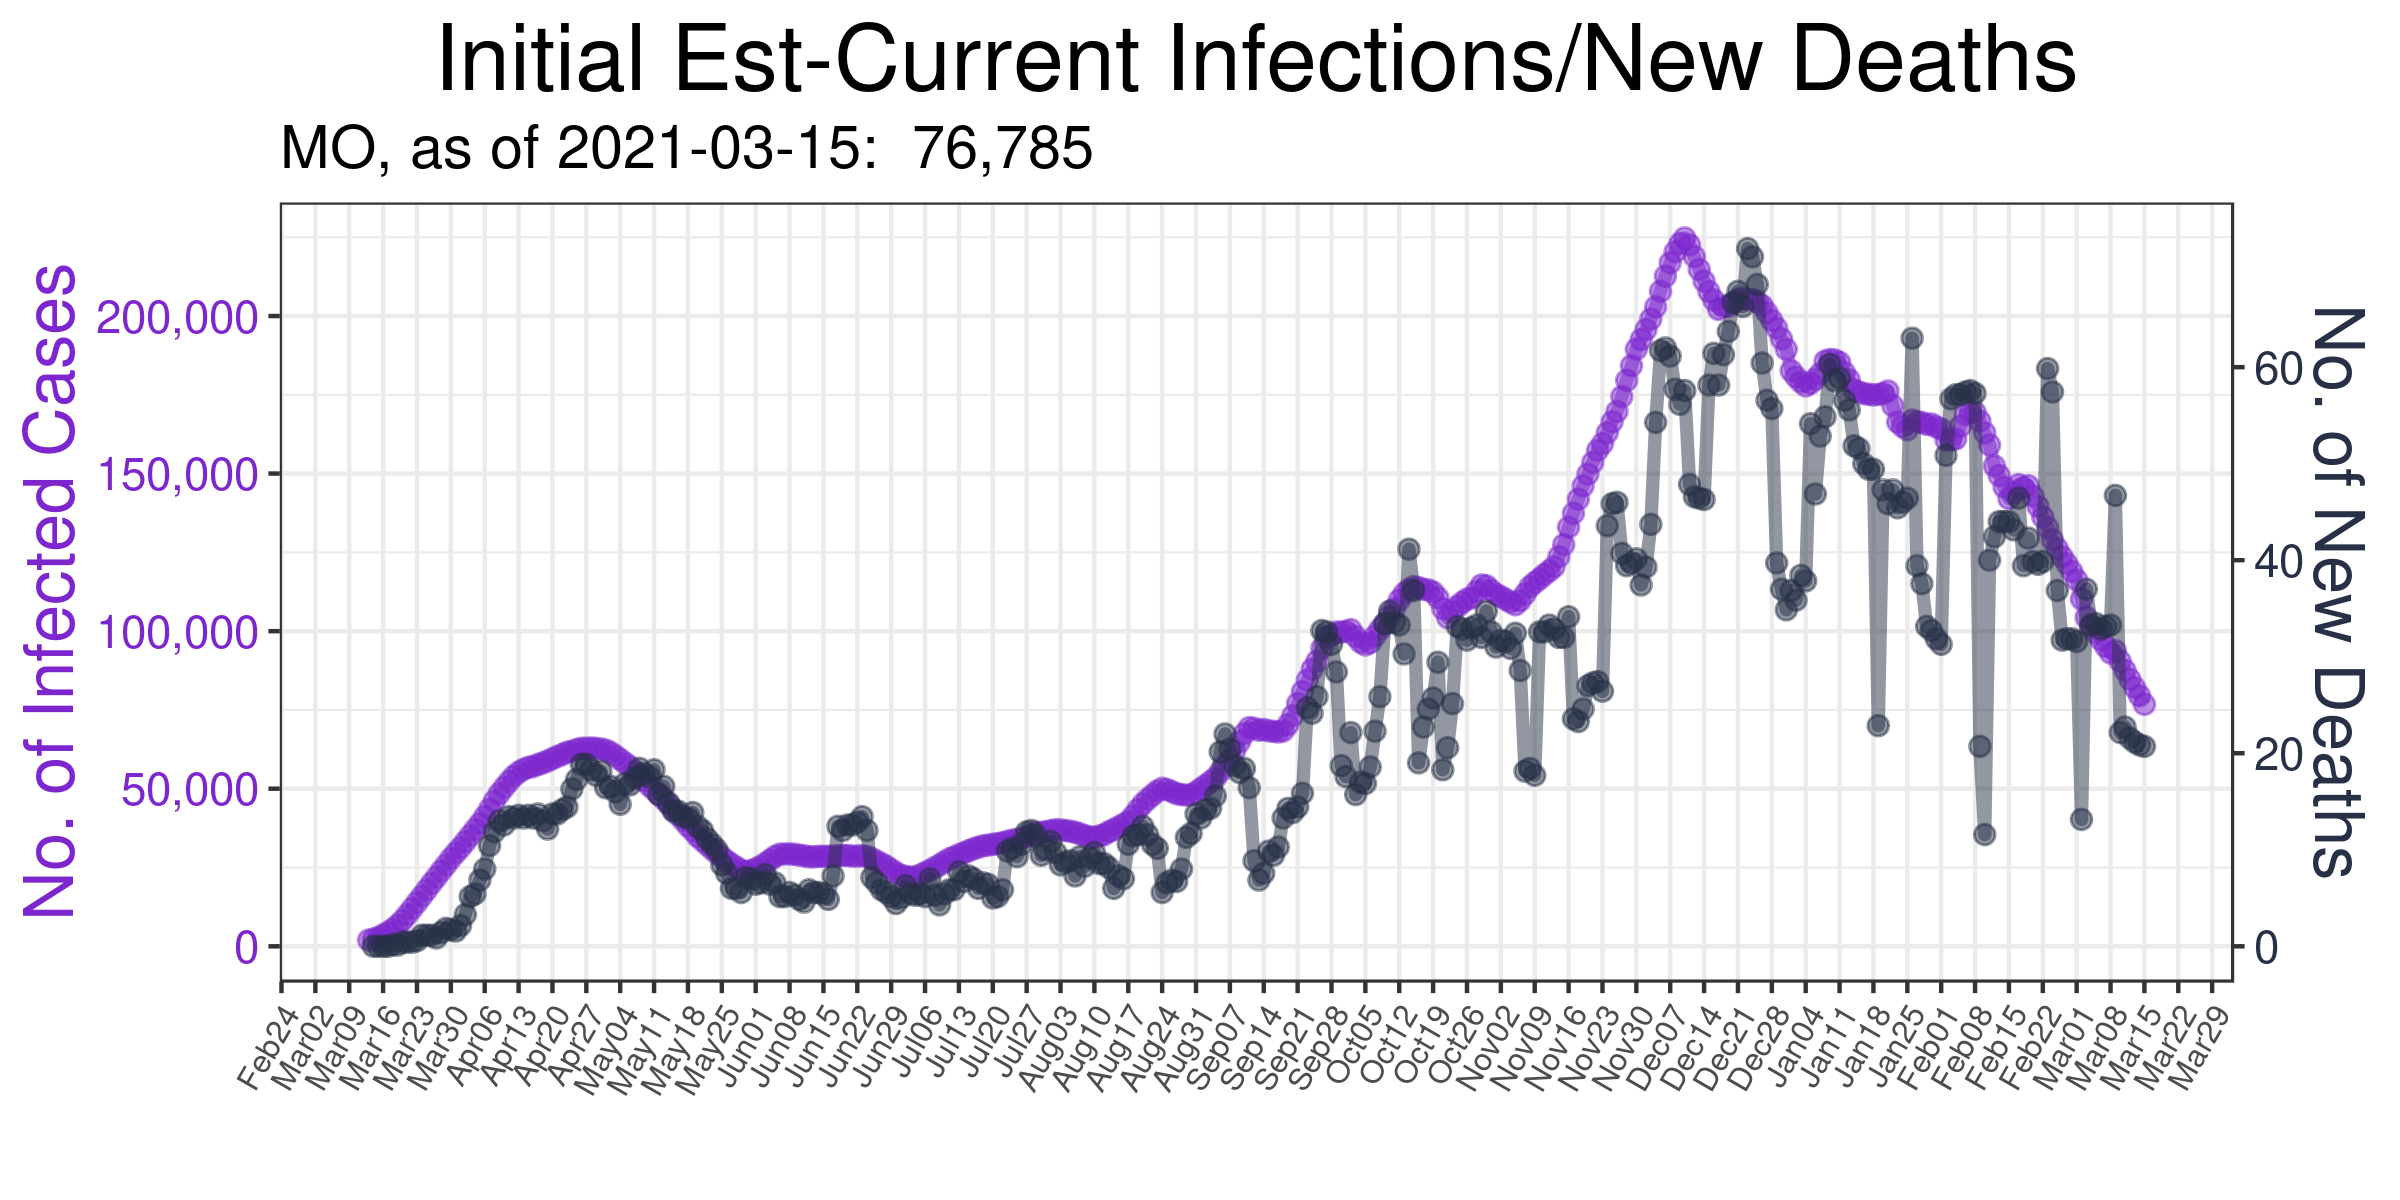 Initial Est-Current Infections/New Deaths
MO, as of 2021-03-15:  76,785
No. of Infected Cases
200,000
150,000
100,000
50,000
0
60
40
20
0
No. of New Deaths
Feb24 Mar02 Mar09 Mar16 Mar23 Mar30 Apr06 Apr13 Apr20 Apr27 May04 May11 May18 May25 Jun01 Jun08 Jun15 Jun22 Jun29 Jul06 Jul13 Jul20 Jul27 Aug03 Aug10 Aug17 Aug24 Aug31 Sep07 Sep14 Sep21 Sep28 Oct05 Oct12 Oct19 Oct26 Nov02 Nov09 Nov16 Nov23 Nov30 Dec07 Dec14 Dec21 Dec28 Jan04 Jan11 Jan18 Jan25 Feb01 Feb08 Feb15 Feb22 Mar01 Mar08 Mar15 Mar22 Mar29